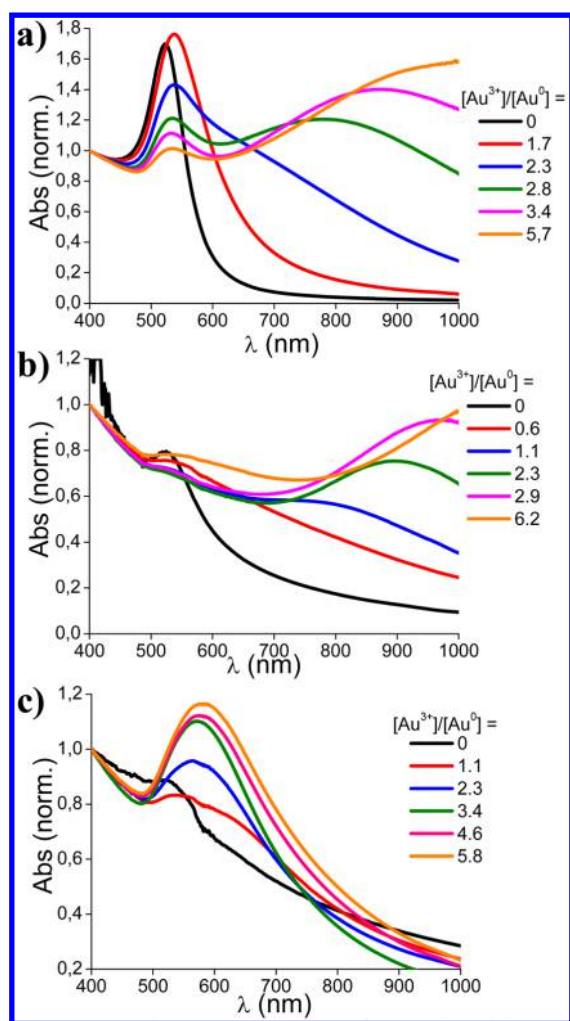 a)
1,8
1,6
1,4
1,2
1,0
0,8
0,6
0,4
0,2
0,0
Abs (norm.)
400 500 600 700 800 900 1000
λ (nm)
[Au³⁺]/[Au⁰] =
0
1.7
2.3
2.8
3.4
5,7
b)
1,2
1,0
0,8
0,6
0,4
0,2
0,0
Abs (norm.)
400 500 600 700 800 900 1000
λ (nm)
[Au³⁺]/[Au⁰] =
0
0.6
1.1
2.3
2.9
6.2
c)
1,2
1,0
0,8
0,6
0,4
0,2
Abs (norm.)
400 500 600 700 800 900 1000
λ (nm)
[Au³⁺]/[Au⁰] =
0
1.1
2.3
3.4
4.6
5.8